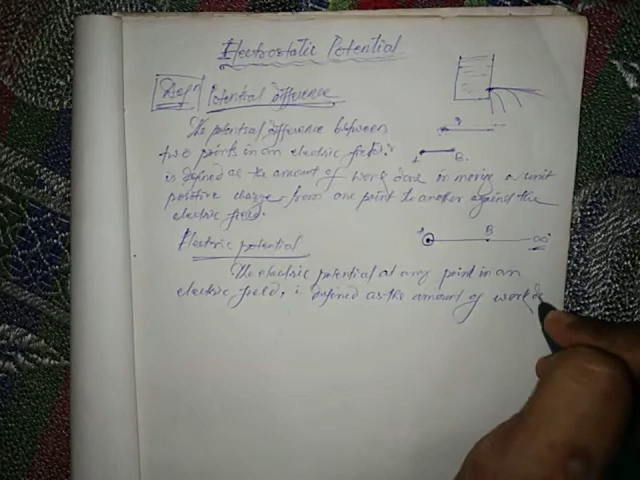 Electrostatic Potential
Defⁿ Potential difference
The potential difference between
two points in an electric field.
is defined as the amount of work done in moving a unit
positive charge from one point to another against the
electric field.
Electric potential
B
∞
The electric potential at any point in an
electric field, is defined as the amount of work do